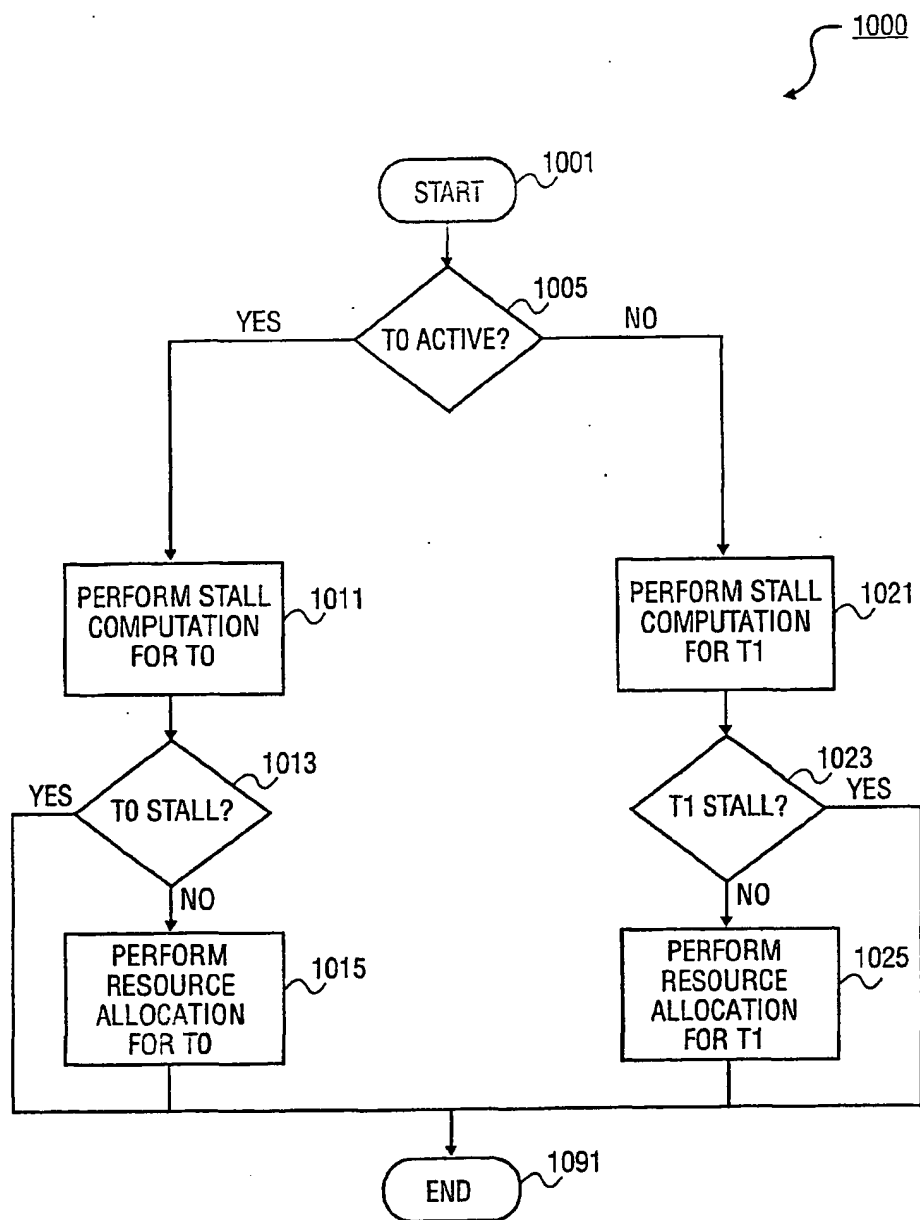 1000
START
1001
T0 ACTIVE?
1005
YES
NO
PERFORM STALL
COMPUTATION
FOR T0
1011
PERFORM STALL
COMPUTATION
FOR T1
1021
T0 STALL?
1013
YES
NO
T1 STALL?
1023
YES
NO
PERFORM
RESOURCE
ALLOCATION
FOR T0
1015
PERFORM
RESOURCE
ALLOCATION
FOR T1
1025
END
1091